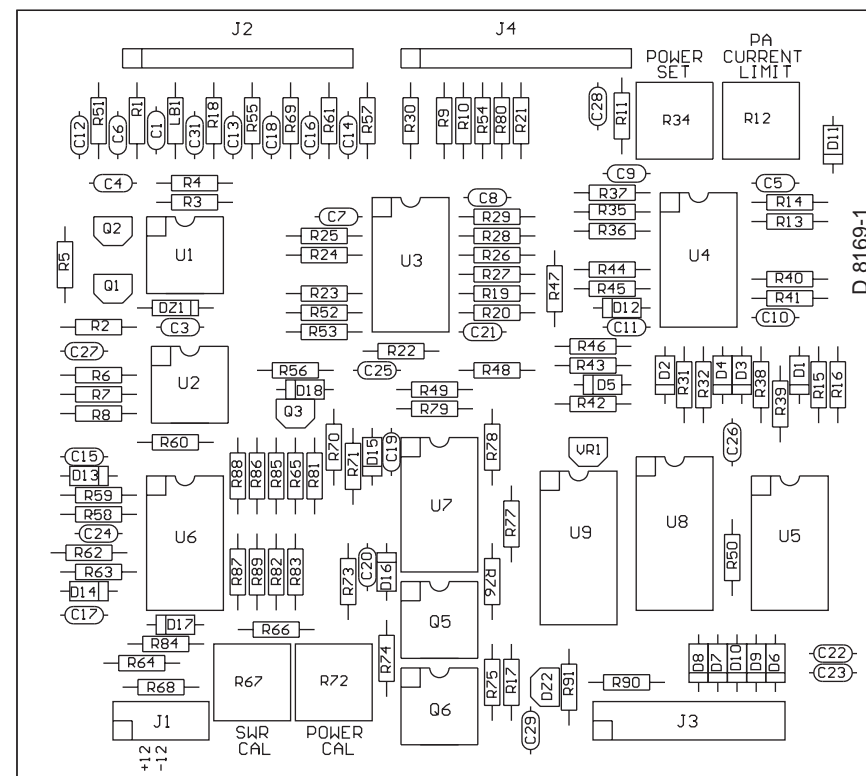 J2
J4
POWER SET
PA CURRENT LIMIT
C12
R51
C6
R1
C1
LB1
C31
R18
C13
R55
C18
R69
C16
R61
C14
R57
R30
R9
R10
R54
R80
R21
C28
R11
R34
R12
D11
C4
R4
R3
Q2
U1
R5
Q1
DZ1
R2
C3
C7
R25
R24
R23
R52
R53
U3
C8
R29
R28
R26
R27
R19
R20
C21
R47
C9
R37
R35
R36
R44
R45
D12
C11
U4
C5
R14
R13
R40
R41
C10
D 8169-1
C27
R6
R7
R8
U2
R56
D18
Q3
R22
C25
R49
R79
R48
R46
R43
D5
R42
D2
R31
R32
D4
D3
R38
R39
D1
R15
R16
R60
C15
D13
R59
R58
C24
R62
R63
D14
C17
U6
R88
R86
R85
R65
R81
R70
R71
D15
C19
U7
R78
R77
R76
VR1
U9
U8
C26
U5
R50
R87
R89
R82
R83
R73
C20
D16
Q5
D17
R84
R64
R68
R66
R67
R72
R74
Q6
R75
R17
DZ2
R91
R90
C29
D8
D7
D10
D9
D6
C22
C23
J1
J3
SWR CAL
POWER CAL
+12
-12